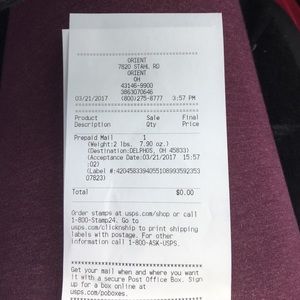 ORIENT
7820 STAHL RD
ORIENT
OH
43146-9900
3863070646
03/21/2017 (800)275-8777 3:57 PM
Product Sale Final
Description Qty Price
Prepaid Mail 1
(Weight:2 lbs. 7.90 oz.)
(Destination:DELPHOS, OH 45833)
(Acceptance Date:03/21/2017 15:57
:02)
(Label #:4204583394055108993592353
07823)
Total $0.00
Order stamps at usps.com/shop or call
1-800-Stamp24. Go to
usps.com/clicknship to print shipping
labels with postage. For other
information call 1-800-ASK-USPS.
Get your mail when and where you want
it with a secure Post Office Box. Sign
up for a box online at
usps.com/poboxes.